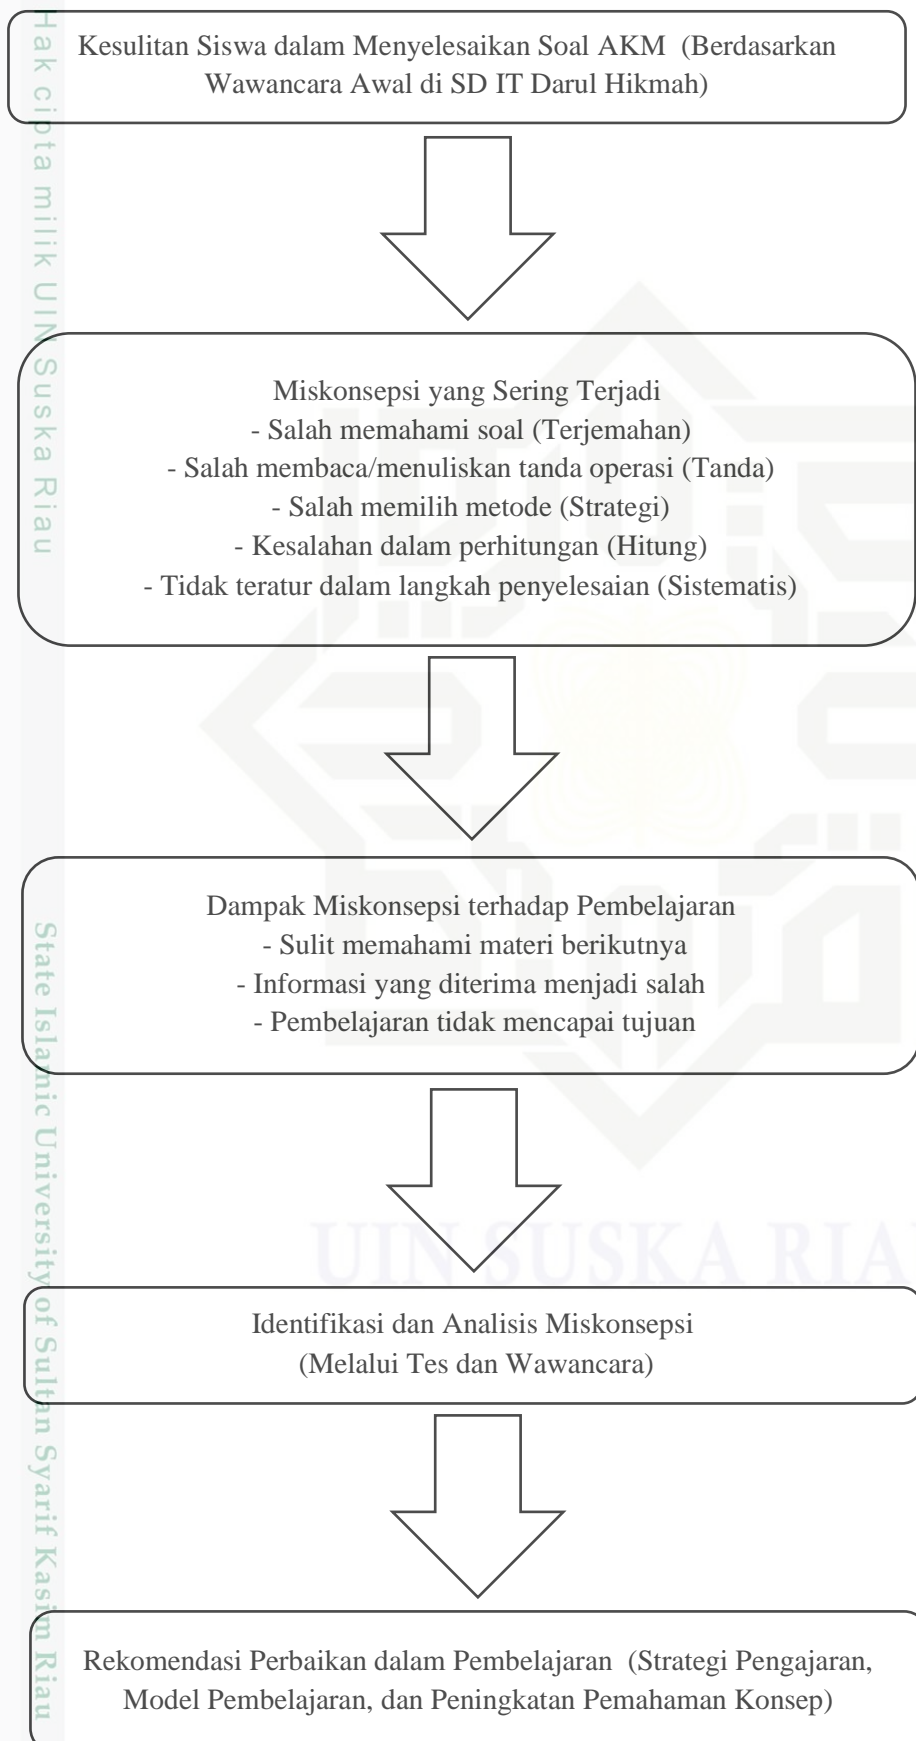 Hak cipta milik UIN Suska Riau
State Islamic University of Sultan Syarif Kasim Riau
Kesulitan Siswa dalam Menyelesaikan Soal AKM (Berdasarkan
Wawancara Awal di SD IT Darul Hikmah)
Miskonsepsi yang Sering Terjadi
- Salah memahami soal (Terjemahan)
- Salah membaca/menuliskan tanda operasi (Tanda)
- Salah memilih metode (Strategi)
- Kesalahan dalam perhitungan (Hitung)
- Tidak teratur dalam langkah penyelesaian (Sistematis)
Dampak Miskonsepsi terhadap Pembelajaran
- Sulit memahami materi berikutnya
- Informasi yang diterima menjadi salah
- Pembelajaran tidak mencapai tujuan
UIN SUSKA RIA
Identifikasi dan Analisis Miskonsepsi
(Melalui Tes dan Wawancara)
Rekomendasi Perbaikan dalam Pembelajaran (Strategi Pengajaran,
Model Pembelajaran, dan Peningkatan Pemahaman Konsep)